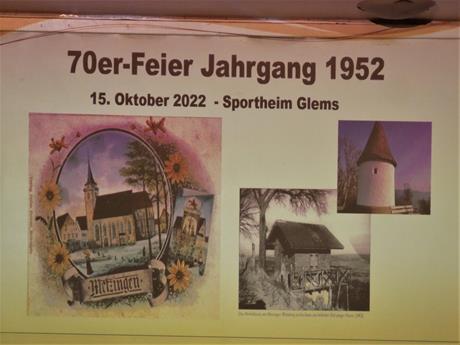 70er-Feier Jahrgang 1952
15. Oktober 2022 - Sportheim Glems
Metzingen